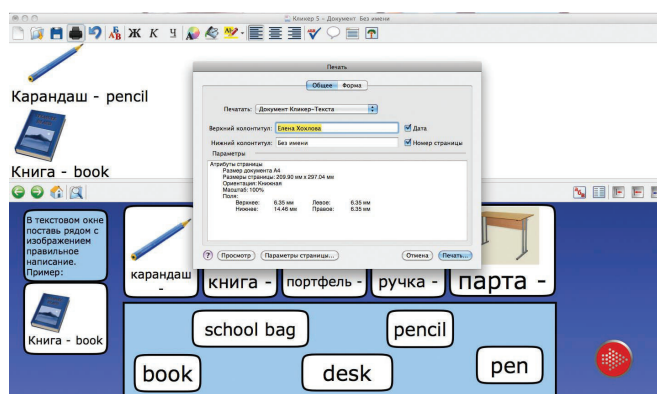 Кликер 5 – Документ Без имени
Ж К Ч
Карандаш - pencil
Книга - book
Печать
Общее Форма
Печатать: Документ Кликер-Текста
Верхний колонтитул: Елена Хохлова Дата
Нижний колонтитул: Без имени Номер страницы
Параметры
Атрибуты страницы
Размер документа A4
Размеры страницы: 209.90 мм x 297.04 мм
Ориентация: Книжная
Масштаб: 100%
Поля:
Верхнее: 6.35 мм Левое: 6.35 мм
Нижнее: 14.46 мм Правое: 6.35 мм
? Просмотр Параметры страницы... Отмена Печать...
В текстовом окне
поставь рядом с
изображением
правильное
написание.
Пример:
Книга - book
карандаш
-
книга -
портфель -
ручка -
парта -
school bag
pencil
book
desk
pen